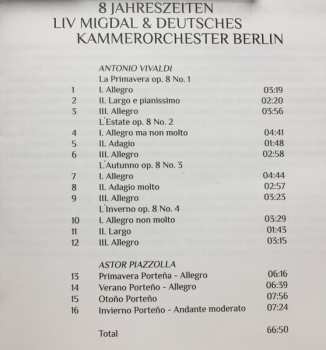 8 JAHRESZEITEN
LIV MIGDAL & DEUTSCHES
KAMMERORCHESTER BERLIN
ANTONIO VIVALDI
La Primavera op. 8 No. 1
1 I. Allegro 03:19
2 II. Largo e pianissimo 02:20
3 III. Allegro 03:56
L'Estate op. 8 No. 2
4 I. Allegro ma non molto 04:41
5 II. Adagio 01:48
6 III. Allegro 02:58
L'Autunno op. 8 No. 3
7 I. Allegro 04:44
8 II. Adagio molto 02:57
9 III. Allegro 03:23
L'Inverno op. 8 No. 4
10 I. Allegro non molto 03:29
11 II. Largo 01:43
12 III. Allegro 03:15
ASTOR PIAZZOLLA
13 Primavera Porteña - Allegro 06:16
14 Verano Porteño - Allegro 06:39
15 Otoño Porteño 07:56
16 Invierno Porteño - Andante moderato 07:24
Total 66:50